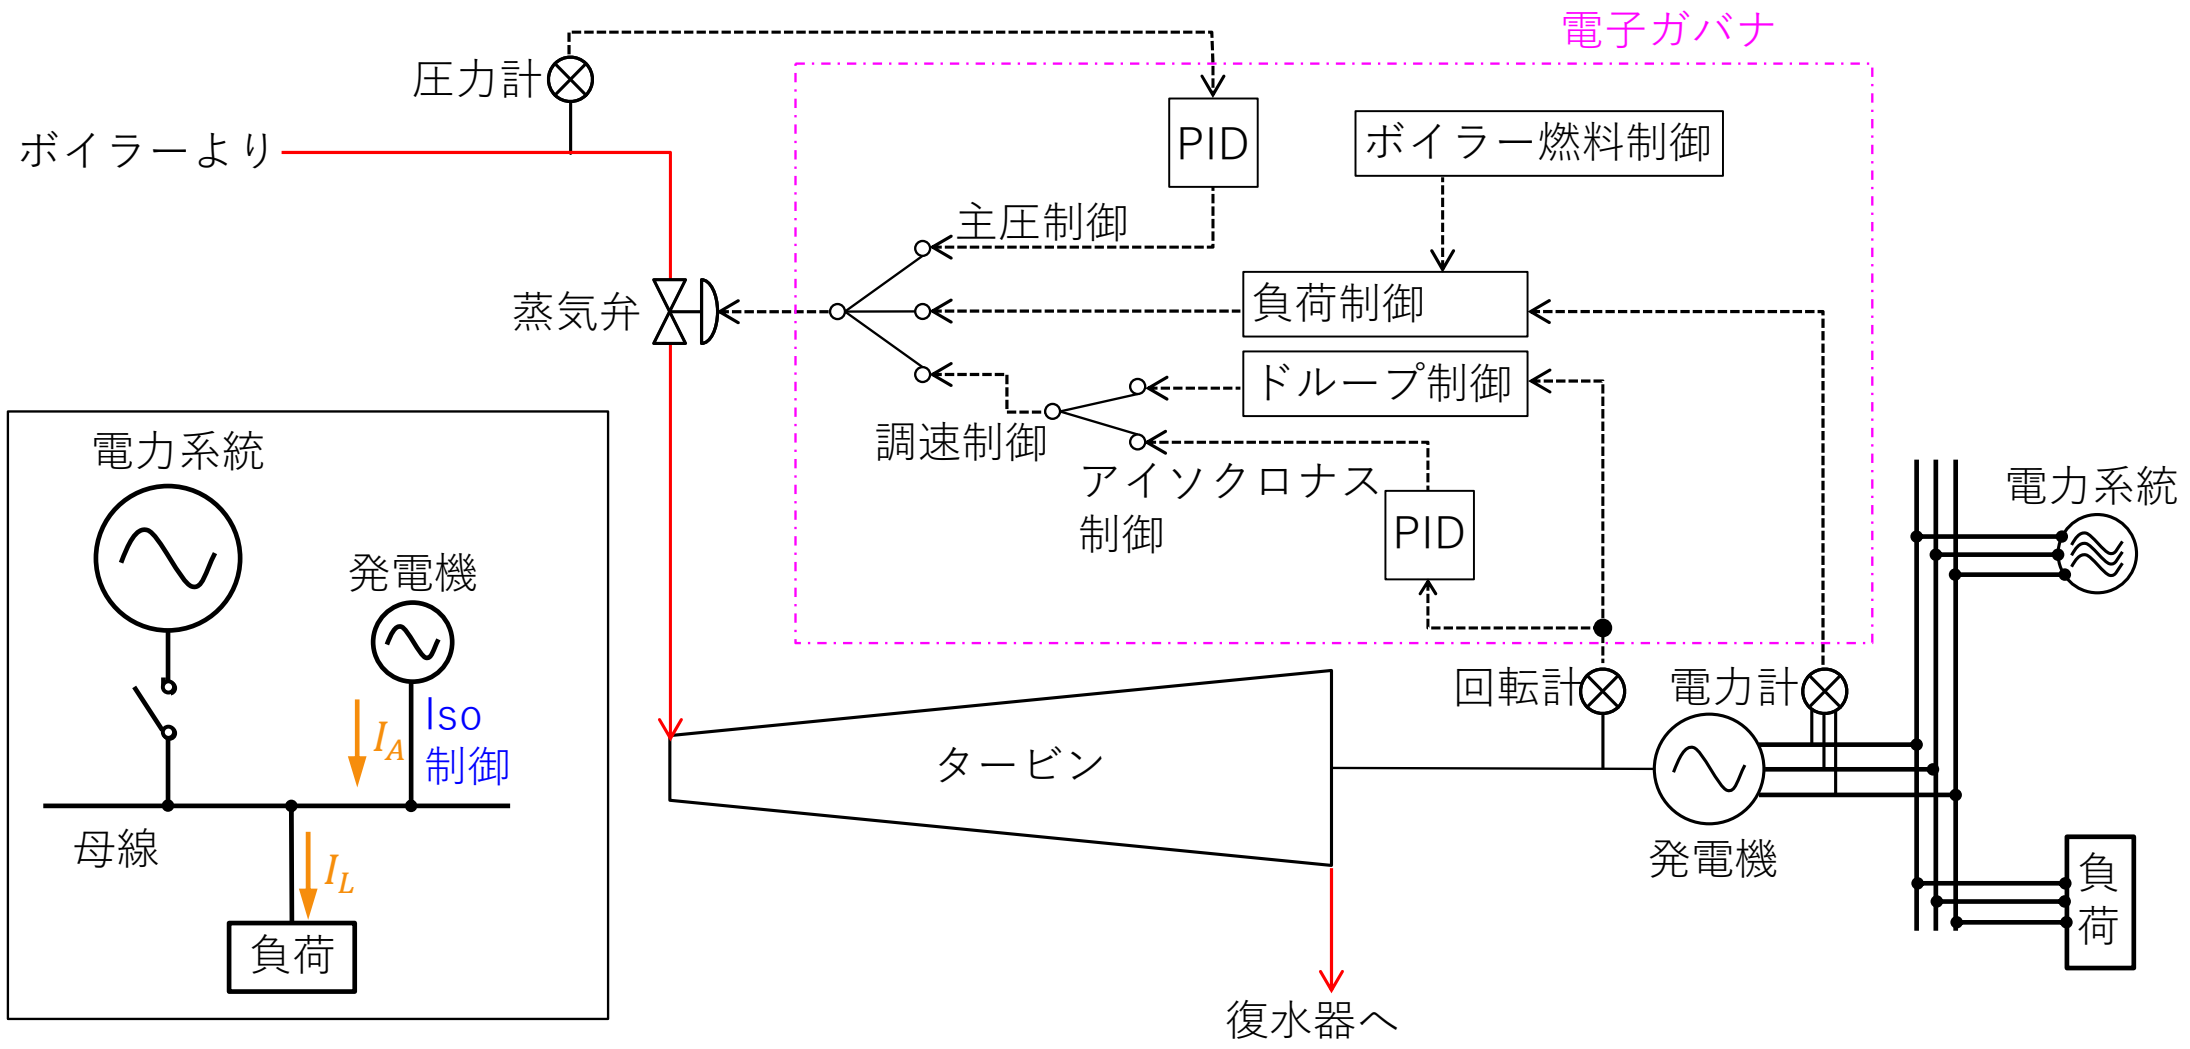 電子ガバナ
圧力計
ボイラーより
PID
ボイラー燃料制御
主圧制御
蒸気弁
負荷制御
ドループ制御
調速制御
アイソクロナス
制御
PID
電力系統
回転計
電力計
タービン
発電機
負
荷
復水器へ
電力系統
発電機
Iso
制御
I_A
母線
I_L
負荷